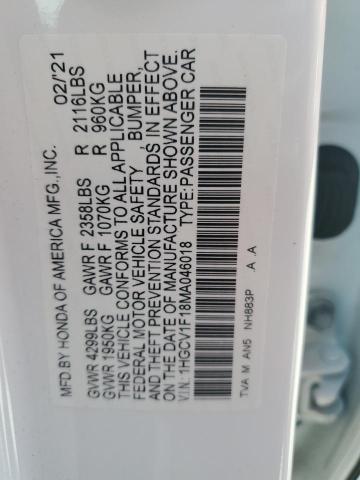 MFD.BY HONDA OF AMERICA MFG.,INC. 02/'21
GVWR 4299LBS GAWR F 2358LBS R 2116LBS
GVWR 1950KG GAWR F 1070KG R 960KG
THIS VEHICLE CONFORMS TO ALL APPLICABLE
FEDERAL MOTOR VEHICLE SAFETY BUMPER,
AND THEFT PREVENTION STANDARDS IN EFFECT
ON THE DATE OF MANUFACTURE SHOWN ABOVE.
V.I.N.:1HGCV1F18MA046018 TYPE:PASSENGER CAR
TVA M AN5 NH883P .A .A